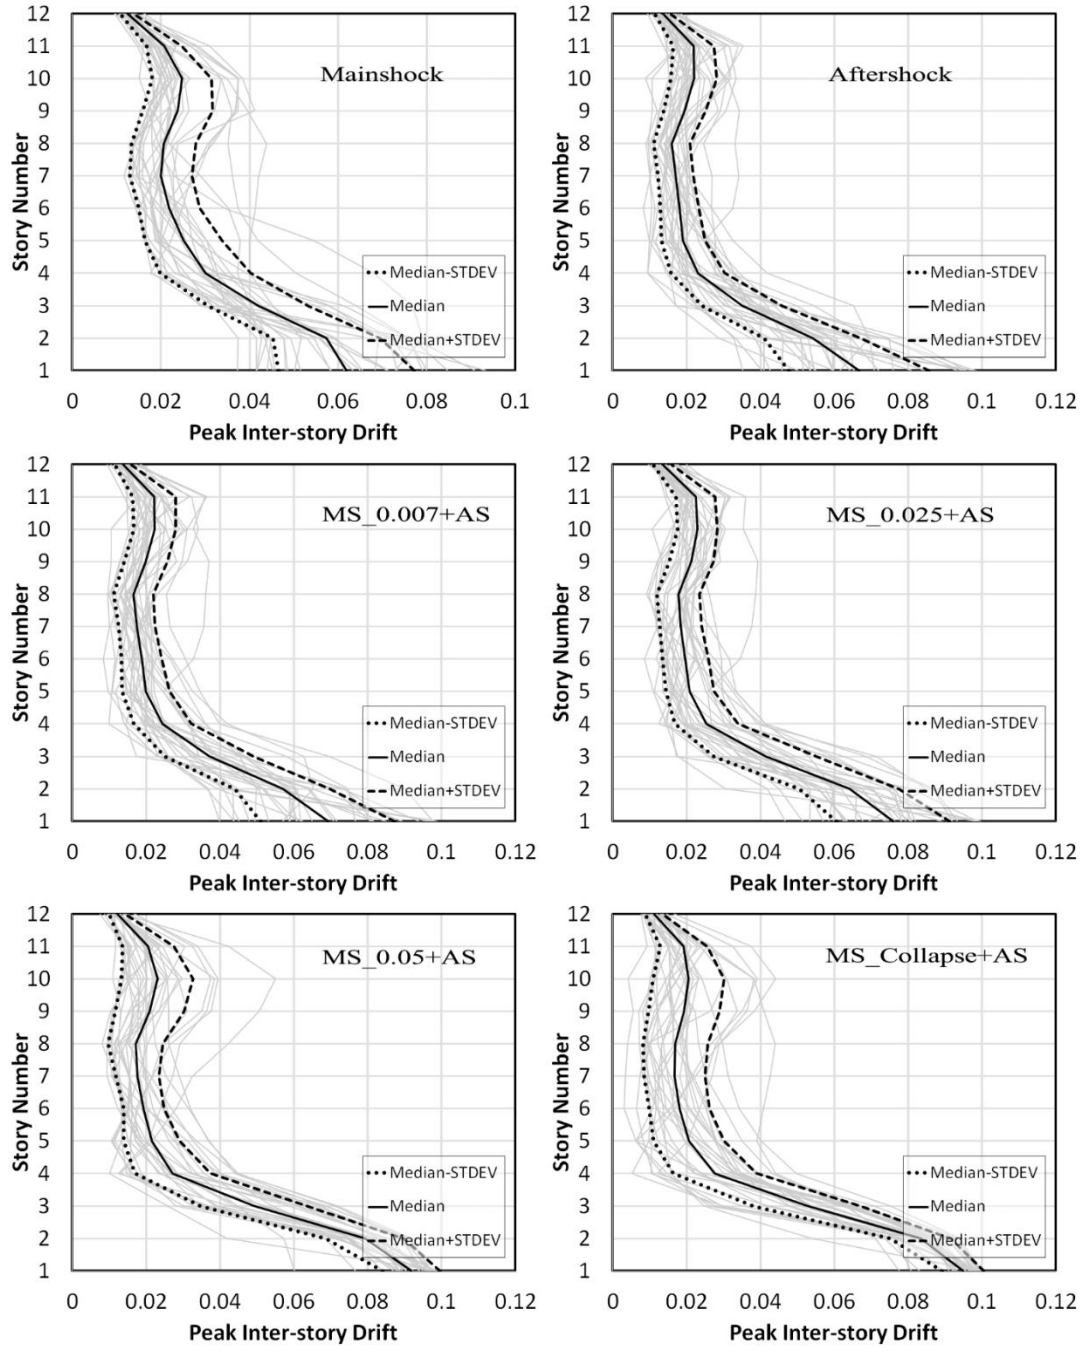 12
11
10
9
8
7
6
5
4
3
2
1
Story Number
Mainshock
Median-STDEV
Median
Median+STDEV
0 0.02 0.04 0.06 0.08 0.1
Peak Inter-story Drift
12
11
10
9
8
7
6
5
4
3
2
1
Story Number
Aftershock
Median-STDEV
Median
Median+STDEV
0 0.02 0.04 0.06 0.08 0.1 0.12
Peak Inter-story Drift
12
11
10
9
8
7
6
5
4
3
2
1
Story Number
MS_0.007+AS
Median-STDEV
Median
Median+STDEV
0 0.02 0.04 0.06 0.08 0.1 0.12
Peak Inter-story Drift
12
11
10
9
8
7
6
5
4
3
2
1
Story Number
MS_0.025+AS
Median-STDEV
Median
Median+STDEV
0 0.02 0.04 0.06 0.08 0.1 0.12
Peak Inter-story Drift
12
11
10
9
8
7
6
5
4
3
2
1
Story Number
MS_0.05+AS
Median-STDEV
Median
Median+STDEV
0 0.02 0.04 0.06 0.08 0.1 0.12
Peak Inter-story Drift
12
11
10
9
8
7
6
5
4
3
2
1
Story Number
MS_Collapse+AS
Median-STDEV
Median
Median+STDEV
0 0.02 0.04 0.06 0.08 0.1 0.12
Peak Inter-story Drift